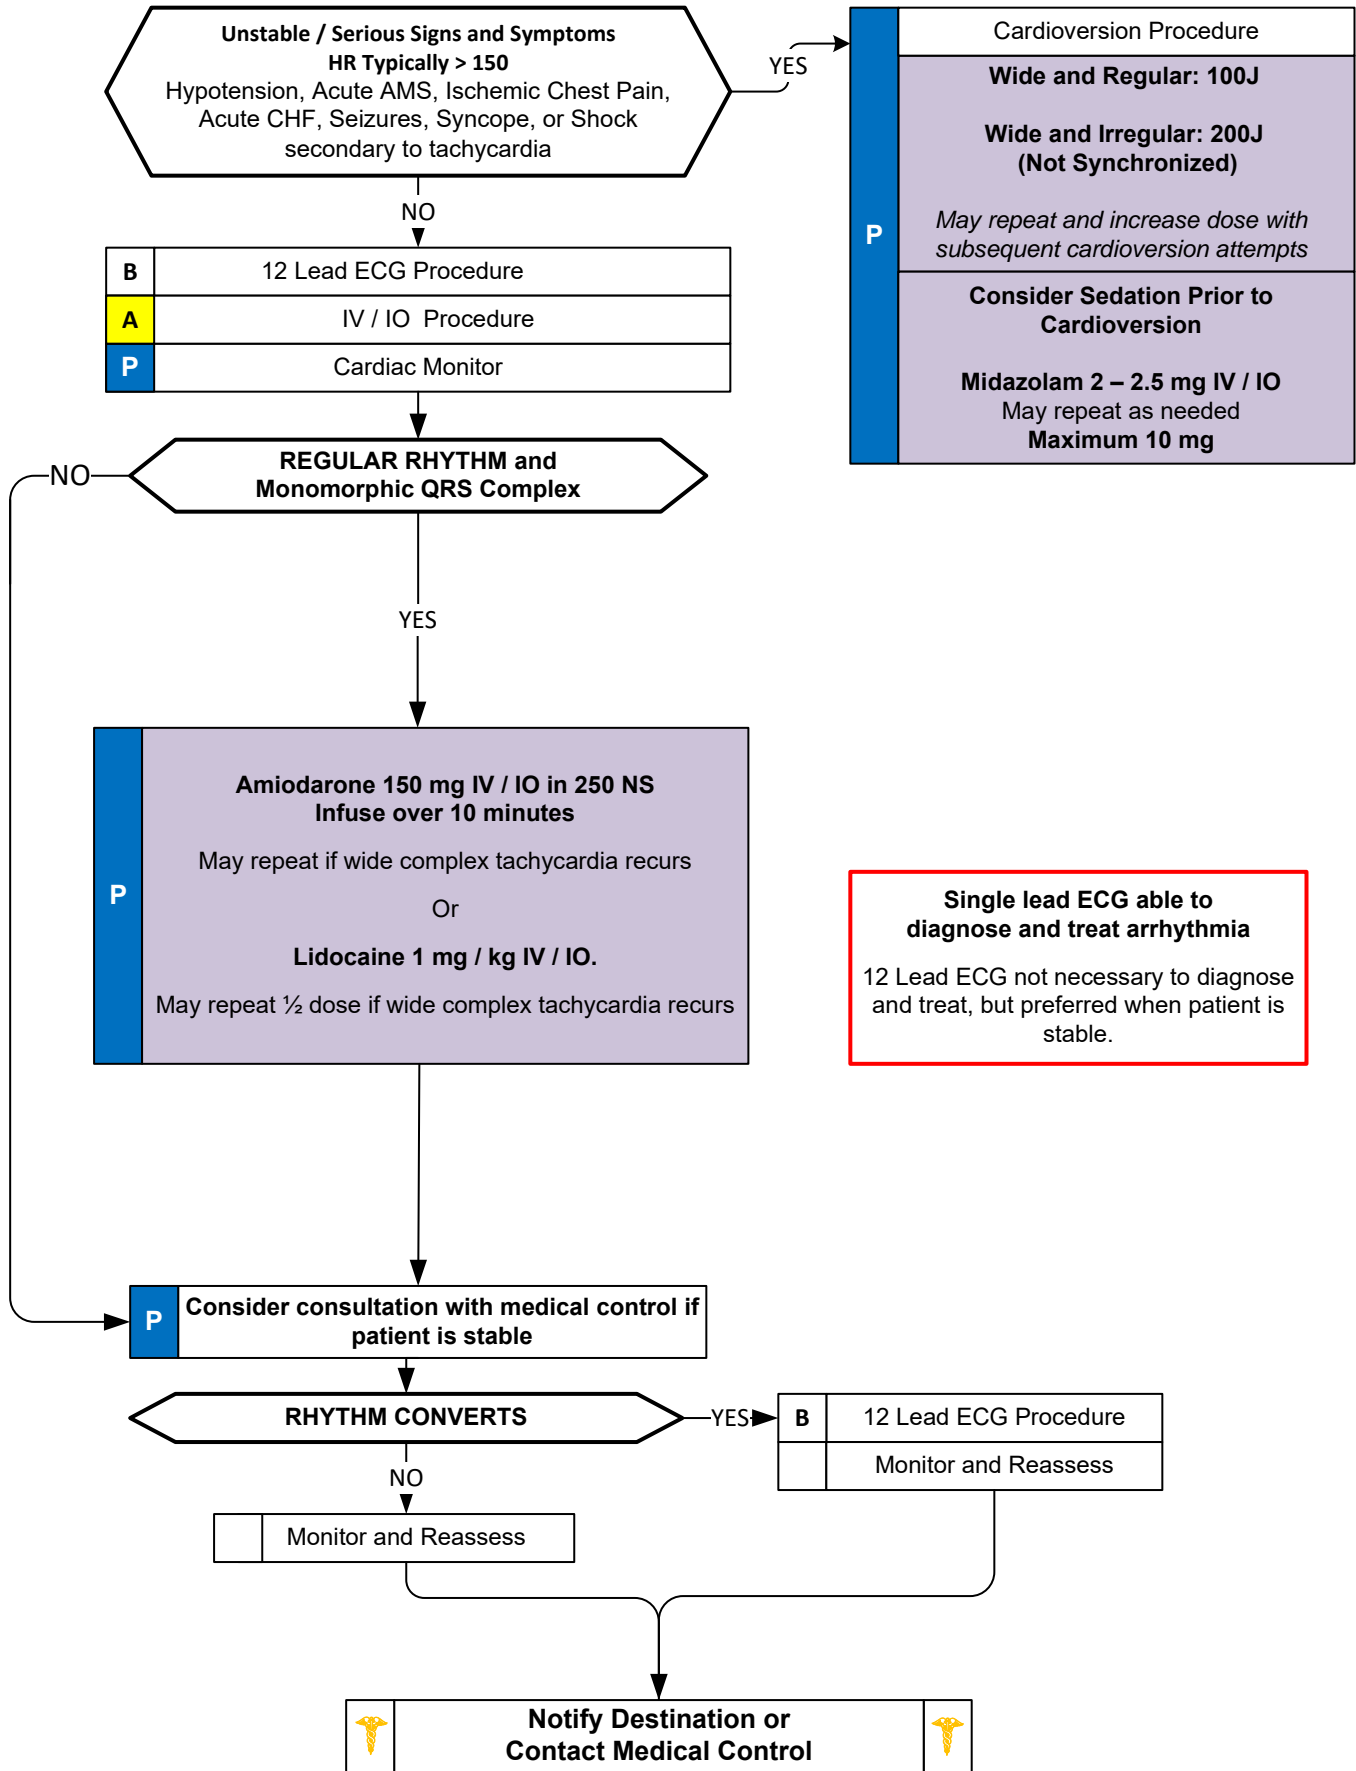 Unstable / Serious Signs and Symptoms
HR Typically > 150
Hypotension, Acute AMS, Ischemic Chest Pain,
Acute CHF, Seizures, Syncope, or Shock
secondary to tachycardia
YES
P
Cardioversion Procedure
Wide and Regular: 100J
Wide and Irregular: 200J
(Not Synchronized)
May repeat and increase dose with
subsequent cardioversion attempts
Consider Sedation Prior to
Cardioversion
Midazolam 2 – 2.5 mg IV / IO
May repeat as needed
Maximum 10 mg
NO
B 12 Lead ECG Procedure
A IV / IO Procedure
P Cardiac Monitor
NO
REGULAR RHYTHM and
Monomorphic QRS Complex
YES
P
Amiodarone 150 mg IV / IO in 250 NS
Infuse over 10 minutes
May repeat if wide complex tachycardia recurs
Or
Lidocaine 1 mg / kg IV / IO.
May repeat ½ dose if wide complex tachycardia recurs
Single lead ECG able to
diagnose and treat arrhythmia
12 Lead ECG not necessary to diagnose
and treat, but preferred when patient is
stable.
P
Consider consultation with medical control if
patient is stable
RHYTHM CONVERTS
YES
B 12 Lead ECG Procedure
Monitor and Reassess
NO
Monitor and Reassess
Notify Destination or
Contact Medical Control